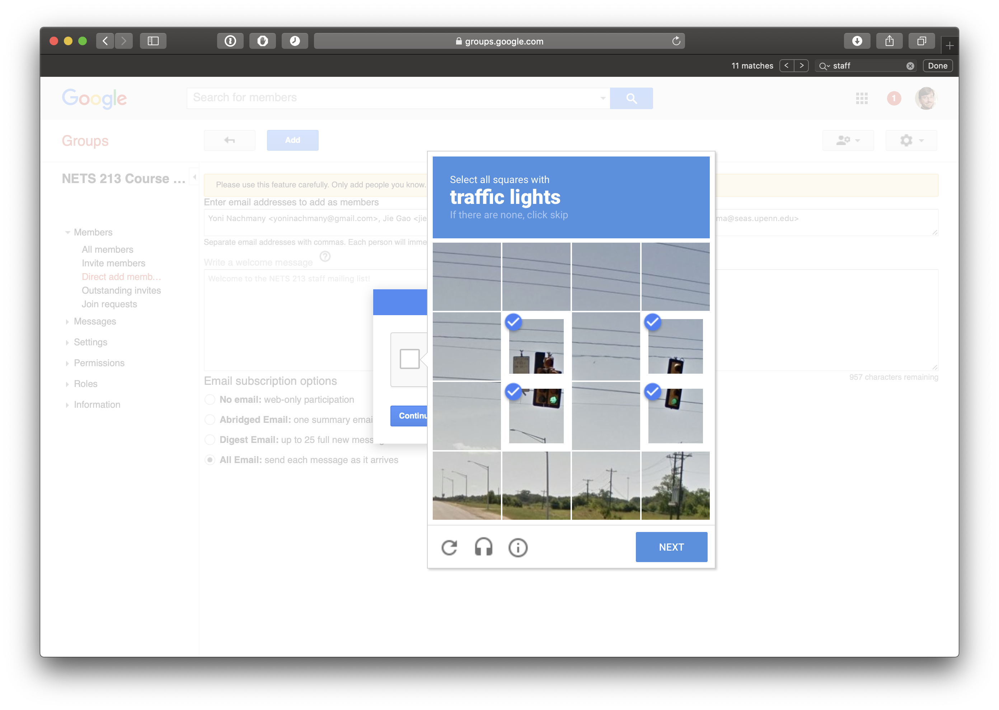 groups.google.com
11 matches
staff
Done
Google
Search for members
1
Groups
Add
NETS 213 Course ...
Members
All members
Invite members
Direct add memb...
Outstanding invites
Join requests
Messages
Settings
Permissions
Roles
Information
Please use this feature carefully. Only add people you know.
Enter email addresses to add as members
Yoni Nachmany <yoninachmany@gmail.com>, Jie Gao <jie
ma@seas.upenn.edu>
Separate email addresses with commas. Each person will imme
Write a welcome message
Welcome to the NETS 213 staff mailing list!
957 characters remaining
Email subscription options
No email: web-only participation
Abridged Email: one summary emai
Digest Email: up to 25 full new mess
All Email: send each message as it arrives
Continu
Select all squares with
traffic lights
If there are none, click skip
NEXT